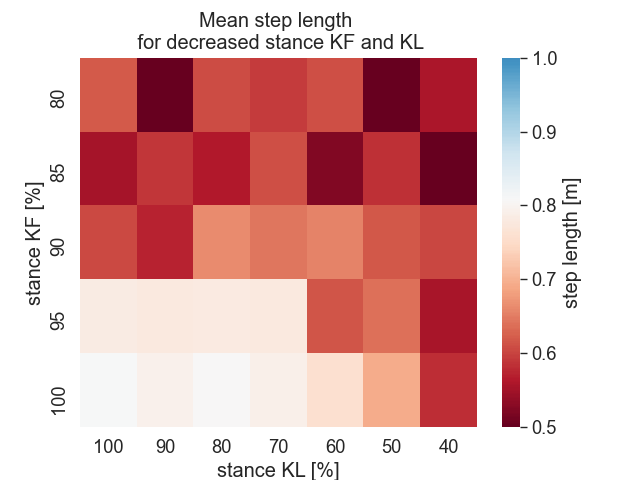 Mean step length
for decreased stance KF and KL
stance KF [%]
80
85
90
95
100
100 90 80 70 60 50 40
stance KL [%]
1.0
0.9
0.8
0.7
0.6
0.5
step length [m]